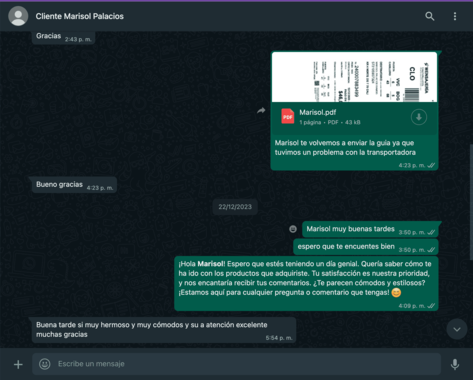 Cliente Marisol Palacios
Gracias
2:43 p. m.
Marisol.pdf
PDF
1 página • PDF • 43 kB
Marisol te volvemos a enviar la guia ya que
tuvimos un problema con la transportadora
4:23 p. m.
Bueno gracias 4:23 p. m.
22/12/2023
Marisol muy buenas tardes 3:50 p. m.
espero que te encuentes bien 3:50 p. m.
¡Hola Marisol! Espero que estés teniendo un día genial. Quería saber cómo te
ha ido con los productos que adquiriste. Tu satisfacción es nuestra prioridad,
y nos encantaría recibir tus comentarios. ¿Te parecen cómodos y estilosos?
¡Estamos aquí para cualquier pregunta o comentario que tengas! 😊
4:09 p. m.
Buena tarde si muy hermoso y muy cómodos y su a atención excelente
muchas gracias
5:54 p. m.
Escribe un mensaje